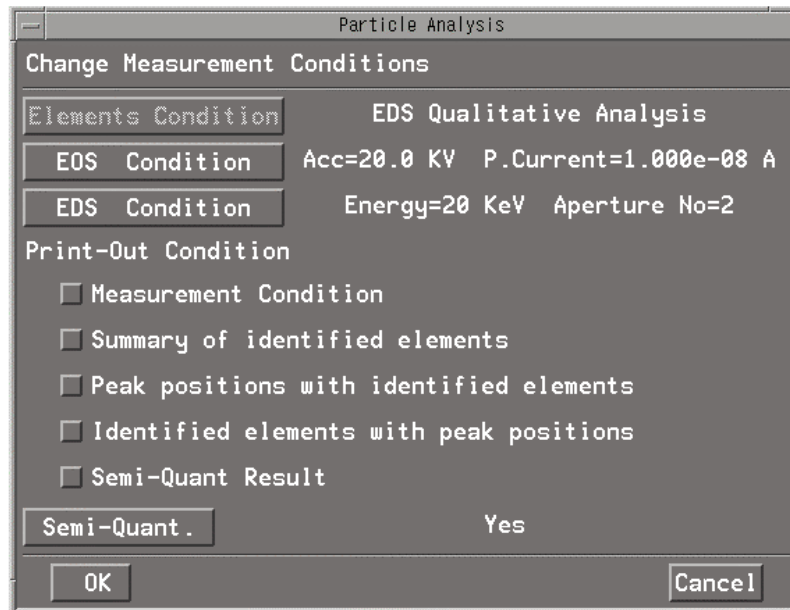 Particle Analysis
Change Measurement Conditions
Elements Condition EDS Qualitative Analysis
EOS Condition Acc=20.0 KV P.Current=1.000e-08 A
EDS Condition Energy=20 KeV Aperture No=2
Print-Out Condition
Measurement Condition
Summary of identified elements
Peak positions with identified elements
Identified elements with peak positions
Semi-Quant Result
Semi-Quant. Yes
OK Cancel